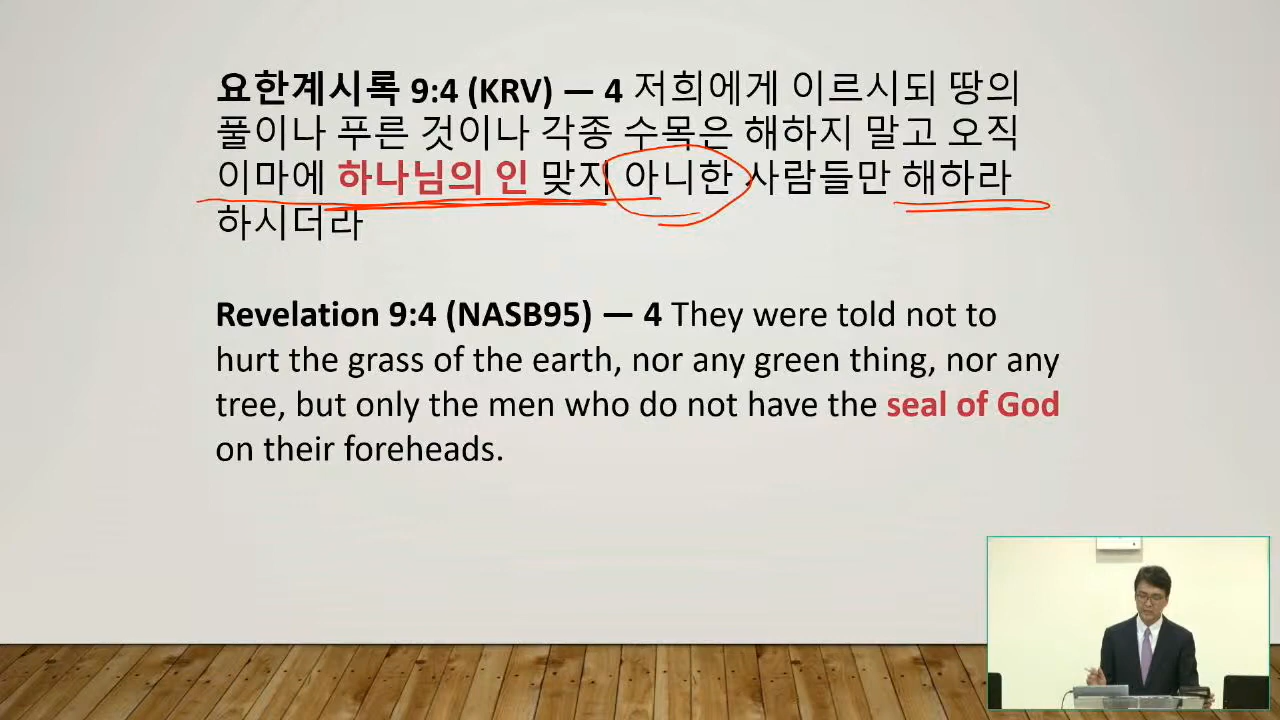 요한계시록 9:4 (KRV) — 4 저희에게 이르시되 땅의
풀이나 푸른 것이나 각종 수목은 해하지 말고 오직
이마에 하나님의 인 맞지 아니한 사람들만 해하라
하시더라
Revelation 9:4 (NASB95) — 4 They were told not to
hurt the grass of the earth, nor any green thing, nor any
tree, but only the men who do not have the seal of God
on their foreheads.